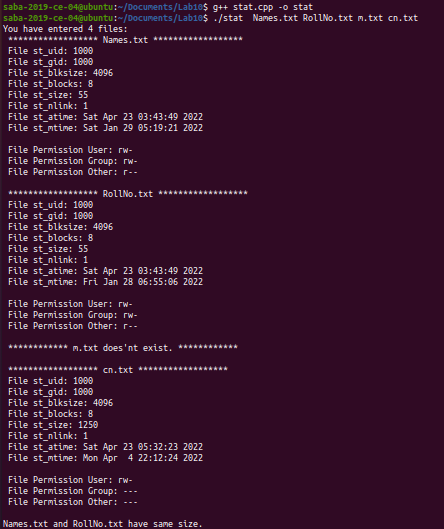 saba-2019-ce-04@ubuntu:~/Documents/Lab10$ g++ stat.cpp -o stat
saba-2019-ce-04@ubuntu:~/Documents/Lab10$ ./stat  Names.txt RollNo.txt m.txt cn.txt
You have entered 4 files:
****************** Names.txt ******************
File st_uid: 1000
File st_gid: 1000
File st_blksize: 4096
File st_blocks: 8
File st_size: 55
File st_nlink: 1
File st_atime: Sat Apr 23 03:43:49 2022
File st_mtime: Sat Jan 29 05:19:21 2022
File Permission User: rw-
File Permission Group: rw-
File Permission Other: r--
****************** RollNo.txt ******************
File st_uid: 1000
File st_gid: 1000
File st_blksize: 4096
File st_blocks: 8
File st_size: 55
File st_nlink: 1
File st_atime: Sat Apr 23 03:43:49 2022
File st_mtime: Fri Jan 28 06:55:06 2022
File Permission User: rw-
File Permission Group: rw-
File Permission Other: r--
************ m.txt does'nt exist. ************
****************** cn.txt ******************
File st_uid: 1000
File st_gid: 1000
File st_blksize: 4096
File st_blocks: 8
File st_size: 1250
File st_nlink: 1
File st_atime: Sat Apr 23 05:32:23 2022
File st_mtime: Mon Apr  4 22:12:24 2022
File Permission User: rw-
File Permission Group: ---
File Permission Other: ---
Names.txt and RollNo.txt have same size.